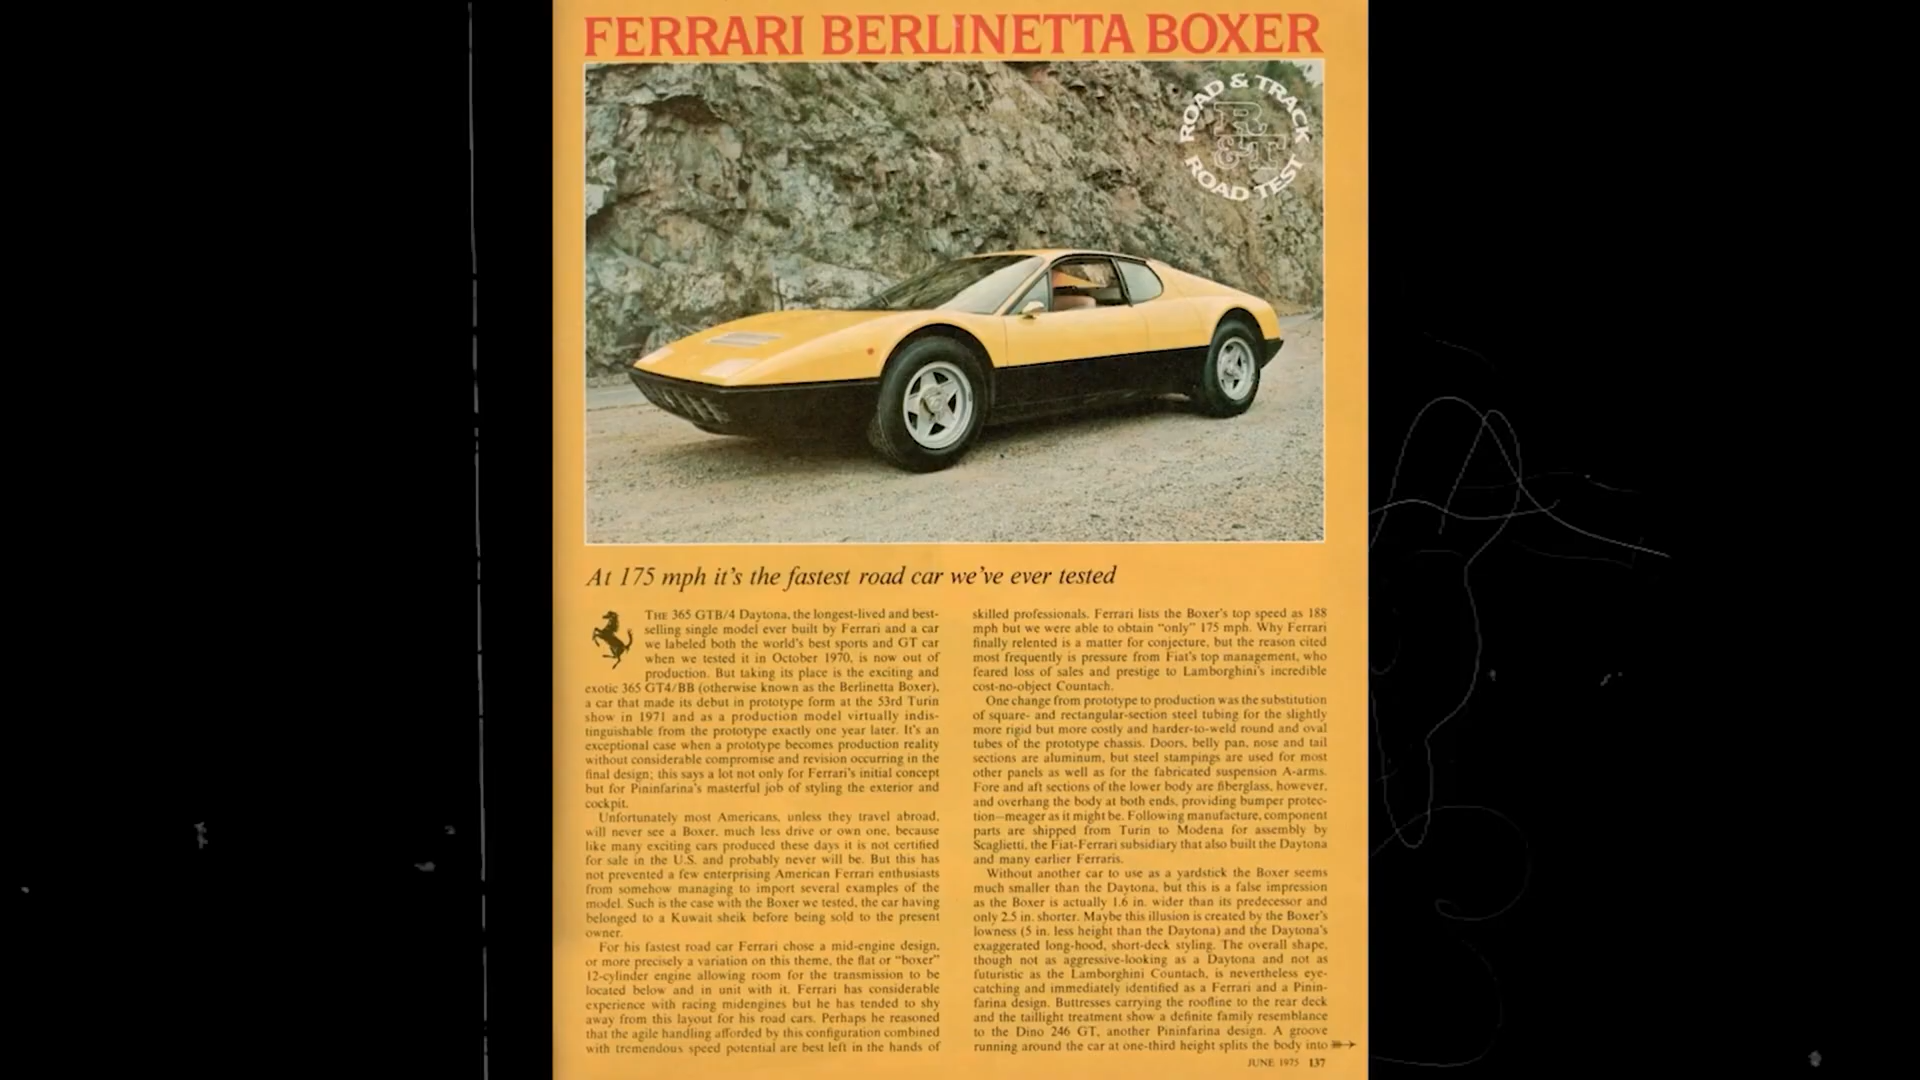 FERRARI BERLINETTA BOXER
ROAD & TRACK
R
&T
ROAD TEST
At 175 mph it's the fastest road car we've ever tested
THE 365 GTB/4 Daytona, the longest-lived and best-
selling single model ever built by Ferrari and a car
we labeled both the world's best sports and GT car
when we tested it in October 1970, is now out of
production. But taking its place is the exciting and
exotic 365 GT4/BB (otherwise known as the Berlinetta Boxer),
a car that made its debut in prototype form at the 53rd Turin
show in 1971 and as a production model virtually indis-
tinguishable from the prototype exactly one year later. It's an
exceptional case when a prototype becomes production reality
without considerable compromise and revision occurring in the
final design; this says a lot not only for Ferrari's initial concept
but for Pininfarina's masterful job of styling the exterior and
cockpit.
Unfortunately most Americans, unless they travel abroad,
will never see a Boxer, much less drive or own one, because
like many exciting cars produced these days it is not certified
for sale in the U.S. and probably never will be. But this has
not prevented a few enterprising American Ferrari enthusiasts
from somehow managing to import several examples of the
model. Such is the case with the Boxer we tested, the car having
belonged to a Kuwait sheik before being sold to the present
owner.
For his fastest road car Ferrari chose a mid-engine design,
or more precisely a variation on this theme, the flat or "boxer"
12-cylinder engine allowing room for the transmission to be
located below and in unit with it. Ferrari has considerable
experience with racing midengines but he has tended to shy
away from this layout for his road cars. Perhaps he reasoned
that the agile handling afforded by this configuration combined
with tremendous speed potential are best left in the hands of
skilled professionals. Ferrari lists the Boxer's top speed as 188
mph but we were able to obtain "only" 175 mph. Why Ferrari
finally relented is a matter for conjecture, but the reason cited
most frequently is pressure from Fiat's top management, who
feared loss of sales and prestige to Lamborghini's incredible
cost-no-object Countach.
One change from prototype to production was the substitution
of square- and rectangular-section steel tubing for the slightly
more rigid but more costly and harder-to-weld round and oval
tubes of the prototype chassis. Doors, belly pan, nose and tail
sections are aluminum, but steel stampings are used for most
other panels as well as for the fabricated suspension A-arms.
Fore and aft sections of the lower body are fiberglass, however,
and overhang the body at both ends, providing bumper protec-
tion—meager as it might be. Following manufacture, component
parts are shipped from Turin to Modena for assembly by
Scaglietti, the Fiat-Ferrari subsidiary that also built the Daytona
and many earlier Ferraris.
Without another car to use as a yardstick the Boxer seems
much smaller than the Daytona, but this is a false impression
as the Boxer is actually 1.6 in. wider than its predecessor and
only 2.5 in. shorter. Maybe this illusion is created by the Boxer's
lowness (5 in. less height than the Daytona) and the Daytona's
exaggerated long-hood, short-deck styling. The overall shape,
though not as aggressive-looking as a Daytona and not as
futuristic as the Lamborghini Countach, is nevertheless eye-
catching and immediately identified as a Ferrari and a Pinin-
farina design. Buttresses carrying the roofline to the rear deck
and the taillight treatment show a definite family resemblance
to the Dino 246 GT, another Pininfarina design. A groove
running around the car at one-third height splits the body into
JUNE 1975 137